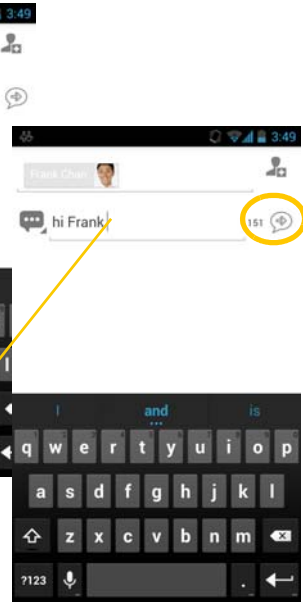 3:49
3:49
Frank Chan
hi Frank
151
I and is
q w e r t y u i o p
a s d f g h j k l
z x c v b n m
?123 .